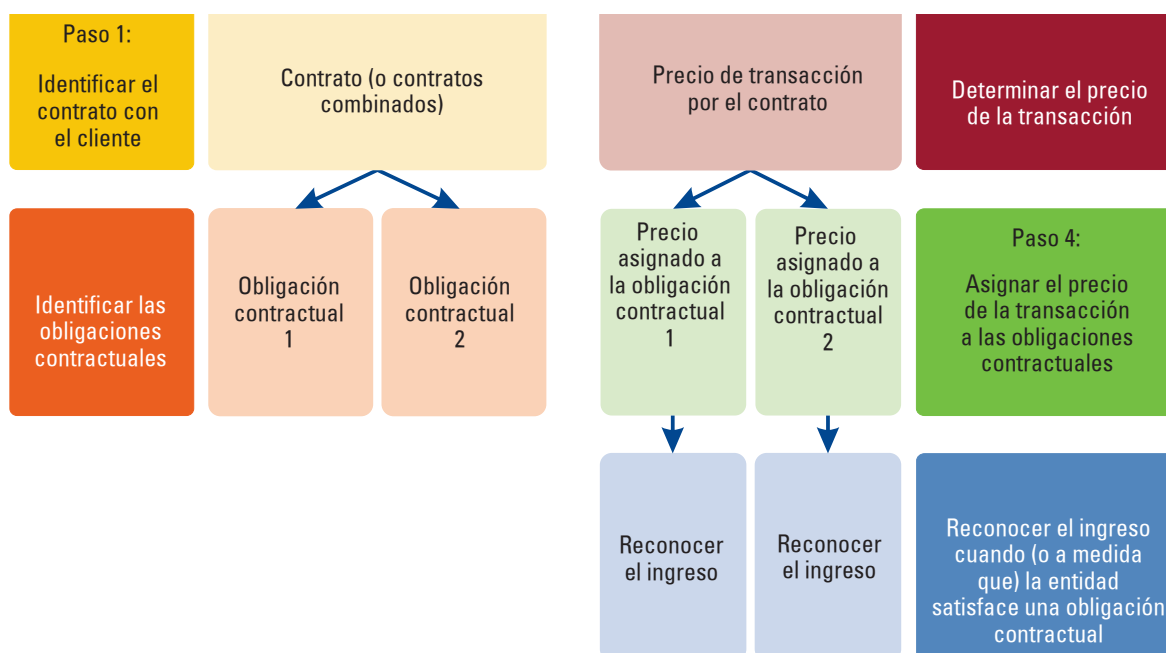 Paso 1:
Identificar el
contrato con
el cliente
Contrato (o contratos
combinados)
Precio de transacción
por el contrato
Determinar el precio
de la transacción
Identificar las
obligaciones
contractuales
Obligación
contractual
1
Obligación
contractual
2
Precio
asignado a
la obligación
contractual
1
Precio
asignado a
la obligación
contractual
2
Paso 4:
Asignar el precio
de la transacción
a las obligaciones
contractuales
Reconocer
el ingreso
Reconocer
el ingreso
Reconocer el ingreso
cuando (o a medida
que) la entidad
satisface una obligación
contractual